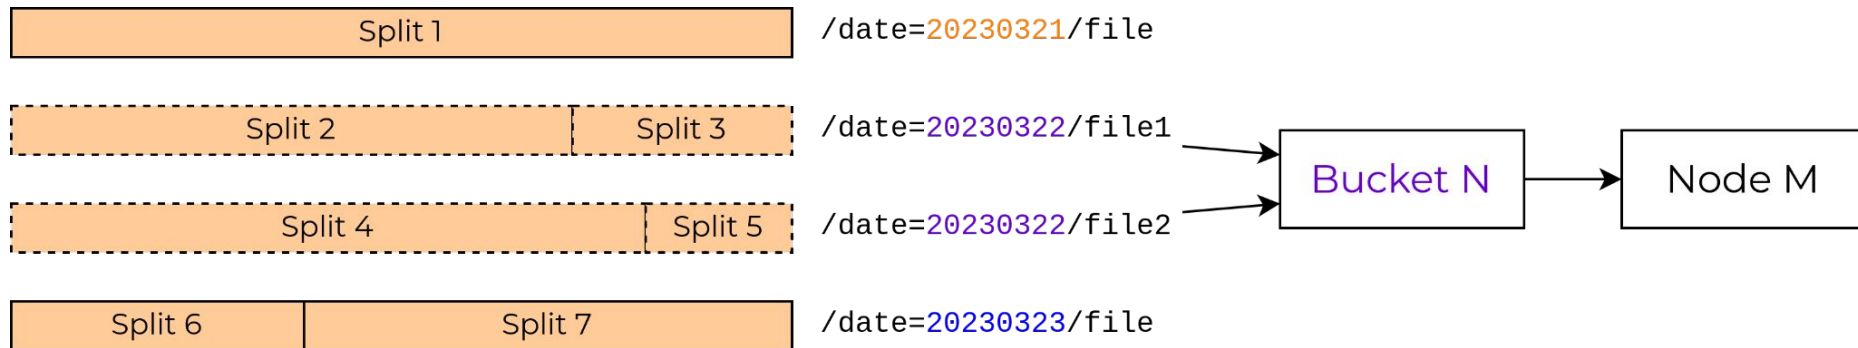 Split 1 /date=20230321/file
Split 2 Split 3 /date=20230322/file1
Bucket N Node M
Split 4 Split 5 /date=20230322/file2
Split 6 Split 7 /date=20230323/file